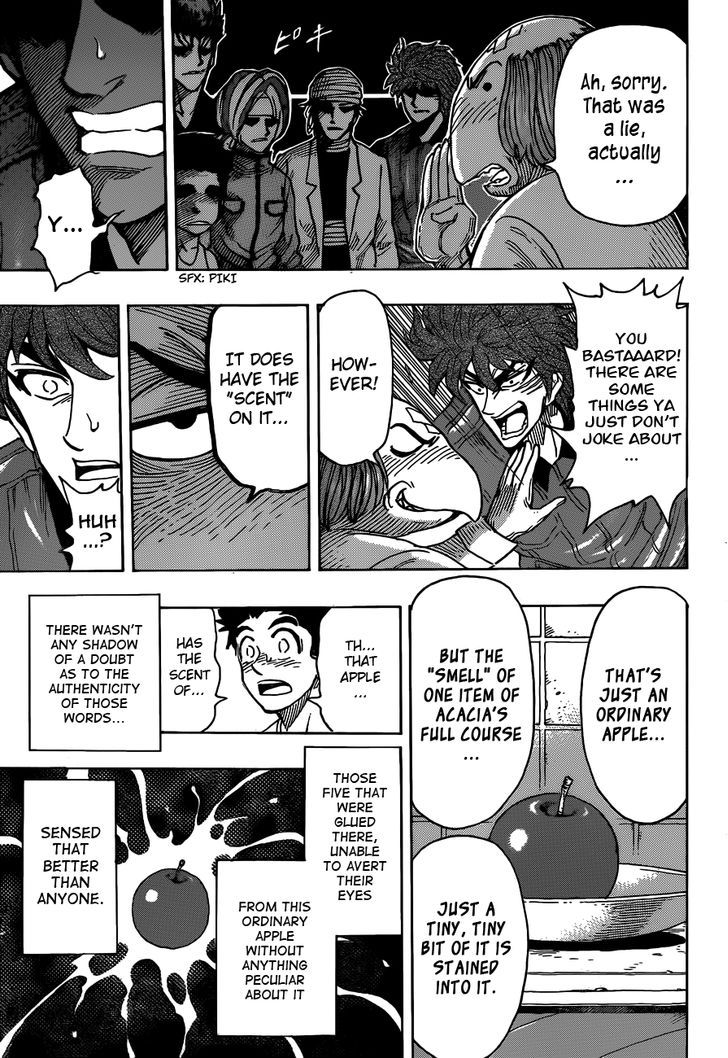 Ah, sorry.
That was
a lie,
actually
...
ピキ
SFX: PIKI
Y...
YOU
BASTAAARD!
THERE ARE
SOME
THINGS YA
JUST DON'T
JOKE ABOUT
...
HOW-
EVER!
IT DOES
HAVE THE
"SCENT"
ON IT...
HUH
...?
THAT'S
JUST AN
ORDINARY
APPLE...
BUT THE
"SMELL" OF
ONE ITEM OF
ACACIA'S
FULL COURSE
...
JUST A
TINY, TINY
BIT OF IT IS
STAINED
INTO IT.
TH...
THAT
APPLE
...
HAS
THE
SCENT
OF...
THERE WASN'T
ANY SHADOW
OF A DOUBT
AS TO THE
AUTHENTICITY
OF THOSE
WORDS...
THOSE
FIVE THAT
WERE
GLUED
THERE,
UNABLE
TO AVERT
THEIR
EYES
FROM THIS
ORDINARY
APPLE
WITHOUT
ANYTHING
PECULIAR
ABOUT IT
SENSED
THAT
BETTER
THAN
ANYONE.